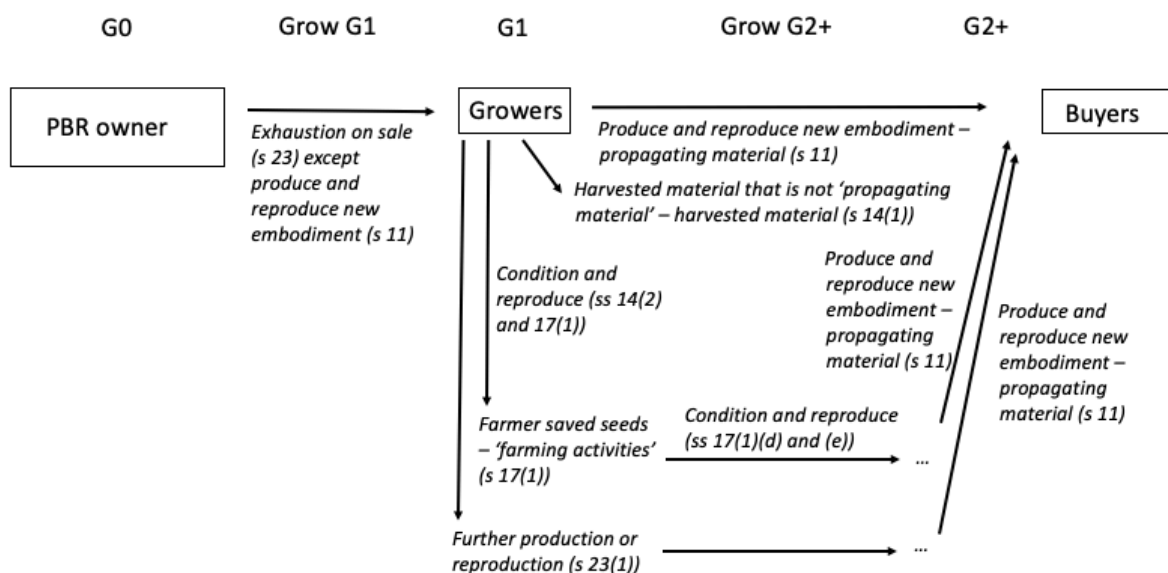 G0
Grow G1
G1
Grow G2+
G2+
PBR owner
Exhaustion on sale
(s 23) except
produce and
reproduce new
embodiment (s 11)
Growers
Produce and reproduce new embodiment –
propagating material (s 11)
Buyers
Harvested material that is not ‘propagating
material’ – harvested material (s 14(1))
Condition and
reproduce (ss 14(2)
and 17(1))
Produce and
reproduce new
embodiment –
propagating
material (s 11)
Produce and
reproduce new
embodiment –
propagating
material (s 11)
Farmer saved seeds
– ‘farming activities’
(s 17(1))
Condition and reproduce
(ss 17(1)(d) and (e))
...
Further production or
reproduction (s 23(1))
...